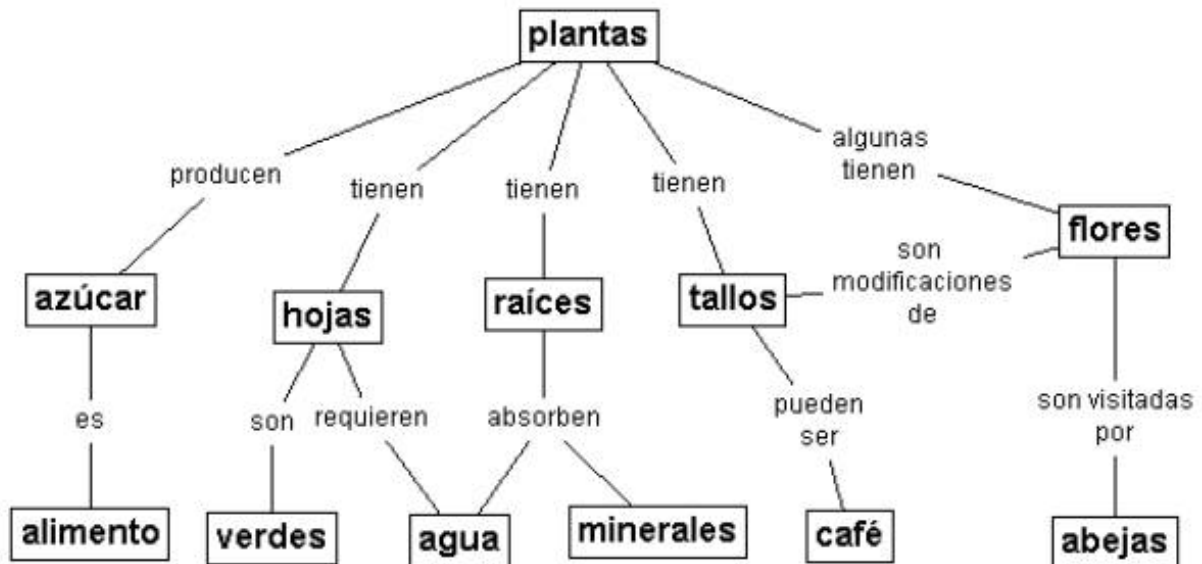 plantas
producen
tienen
tienen
tienen
algunas
tienen
azúcar
hojas
raíces
tallos
son
modificaciones
de
flores
es
son
requieren
absorben
pueden
ser
son visitadas
por
alimento
verdes
agua
minerales
café
abejas